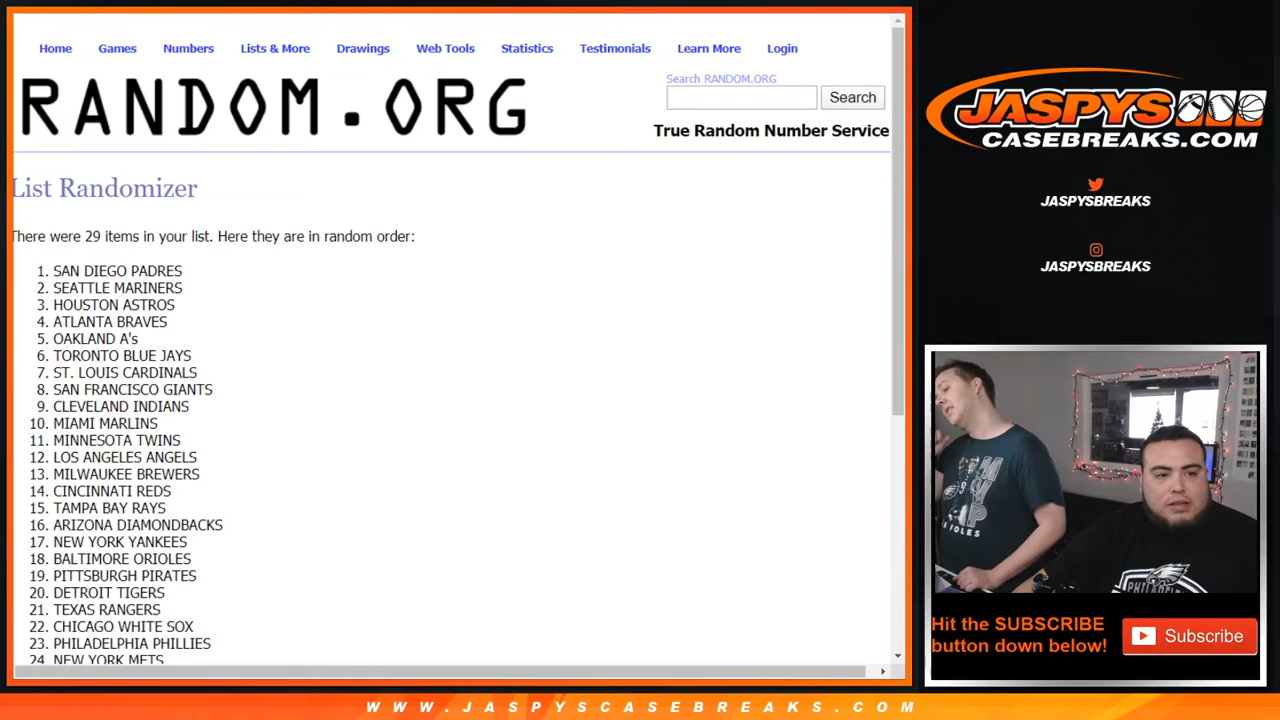 Home Games Numbers Lists & More Drawings Web Tools Statistics Testimonials Learn More Login
RANDOM.ORG
Search RANDOM.ORG
Search
True Random Number Service
List Randomizer
There were 29 items in your list. Here they are in random order:
1. SAN DIEGO PADRES
2. SEATTLE MARINERS
3. HOUSTON ASTROS
4. ATLANTA BRAVES
5. OAKLAND A's
6. TORONTO BLUE JAYS
7. ST. LOUIS CARDINALS
8. SAN FRANCISCO GIANTS
9. CLEVELAND INDIANS
10. MIAMI MARLINS
11. MINNESOTA TWINS
12. LOS ANGELES ANGELS
13. MILWAUKEE BREWERS
14. CINCINNATI REDS
15. TAMPA BAY RAYS
16. ARIZONA DIAMONDBACKS
17. NEW YORK YANKEES
18. BALTIMORE ORIOLES
19. PITTSBURGH PIRATES
20. DETROIT TIGERS
21. TEXAS RANGERS
22. CHICAGO WHITE SOX
23. PHILADELPHIA PHILLIES
24. NEW YORK METS
JASPYS
CASEBREAKS.COM
JASPYSBREAKS
JASPYSBREAKS
Hit the SUBSCRIBE
button down below!
Subscribe
WWW.JASPYSCASEBREAKS.COM